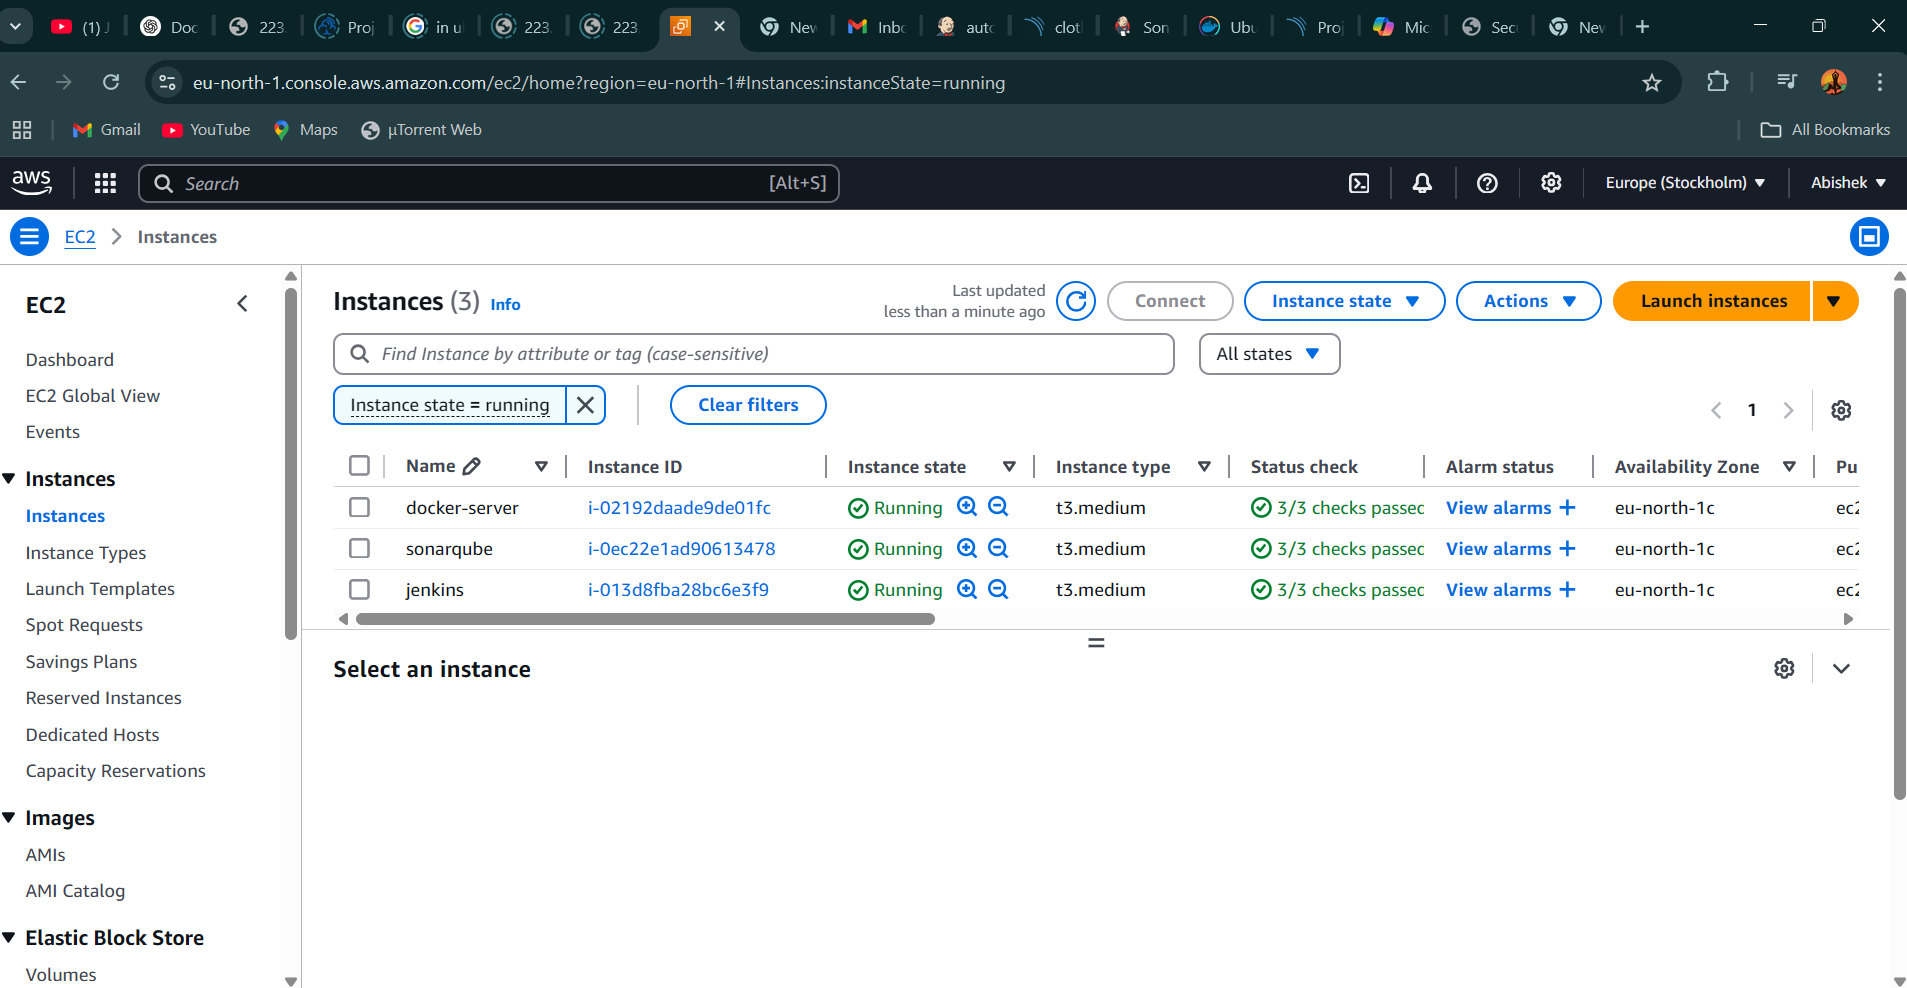 (1) J
Doc
223.
Proj
in ul
223.
223.
New
Inbo
auto
clot
Son
Ubu
Proj
Mic
Sec
New
eu-north-1.console.aws.amazon.com/ec2/home?region=eu-north-1#Instances:instanceState=running
Gmail
YouTube
Maps
µTorrent Web
All Bookmarks
aws
Search
[Alt+S]
Europe (Stockholm)
Abishek
EC2
Instances
EC2
Dashboard
EC2 Global View
Events
Instances
Instances
Instance Types
Launch Templates
Spot Requests
Savings Plans
Reserved Instances
Dedicated Hosts
Capacity Reservations
Images
AMIs
AMI Catalog
Elastic Block Store
Volumes
Instances (3) Info
Last updated
less than a minute ago
Connect
Instance state
Actions
Launch instances
Find Instance by attribute or tag (case-sensitive)
All states
Instance state = running
Clear filters
1
Name Instance ID Instance state Instance type Status check Alarm status Availability Zone Pu
docker-server i-02192daade9de01fc Running t3.medium 3/3 checks passed View alarms + eu-north-1c ec2
sonarqube i-0ec22e1ad90613478 Running t3.medium 3/3 checks passed View alarms + eu-north-1c ec2
jenkins i-013d8fba28bc6e3f9 Running t3.medium 3/3 checks passed View alarms + eu-north-1c ec2
Select an instance